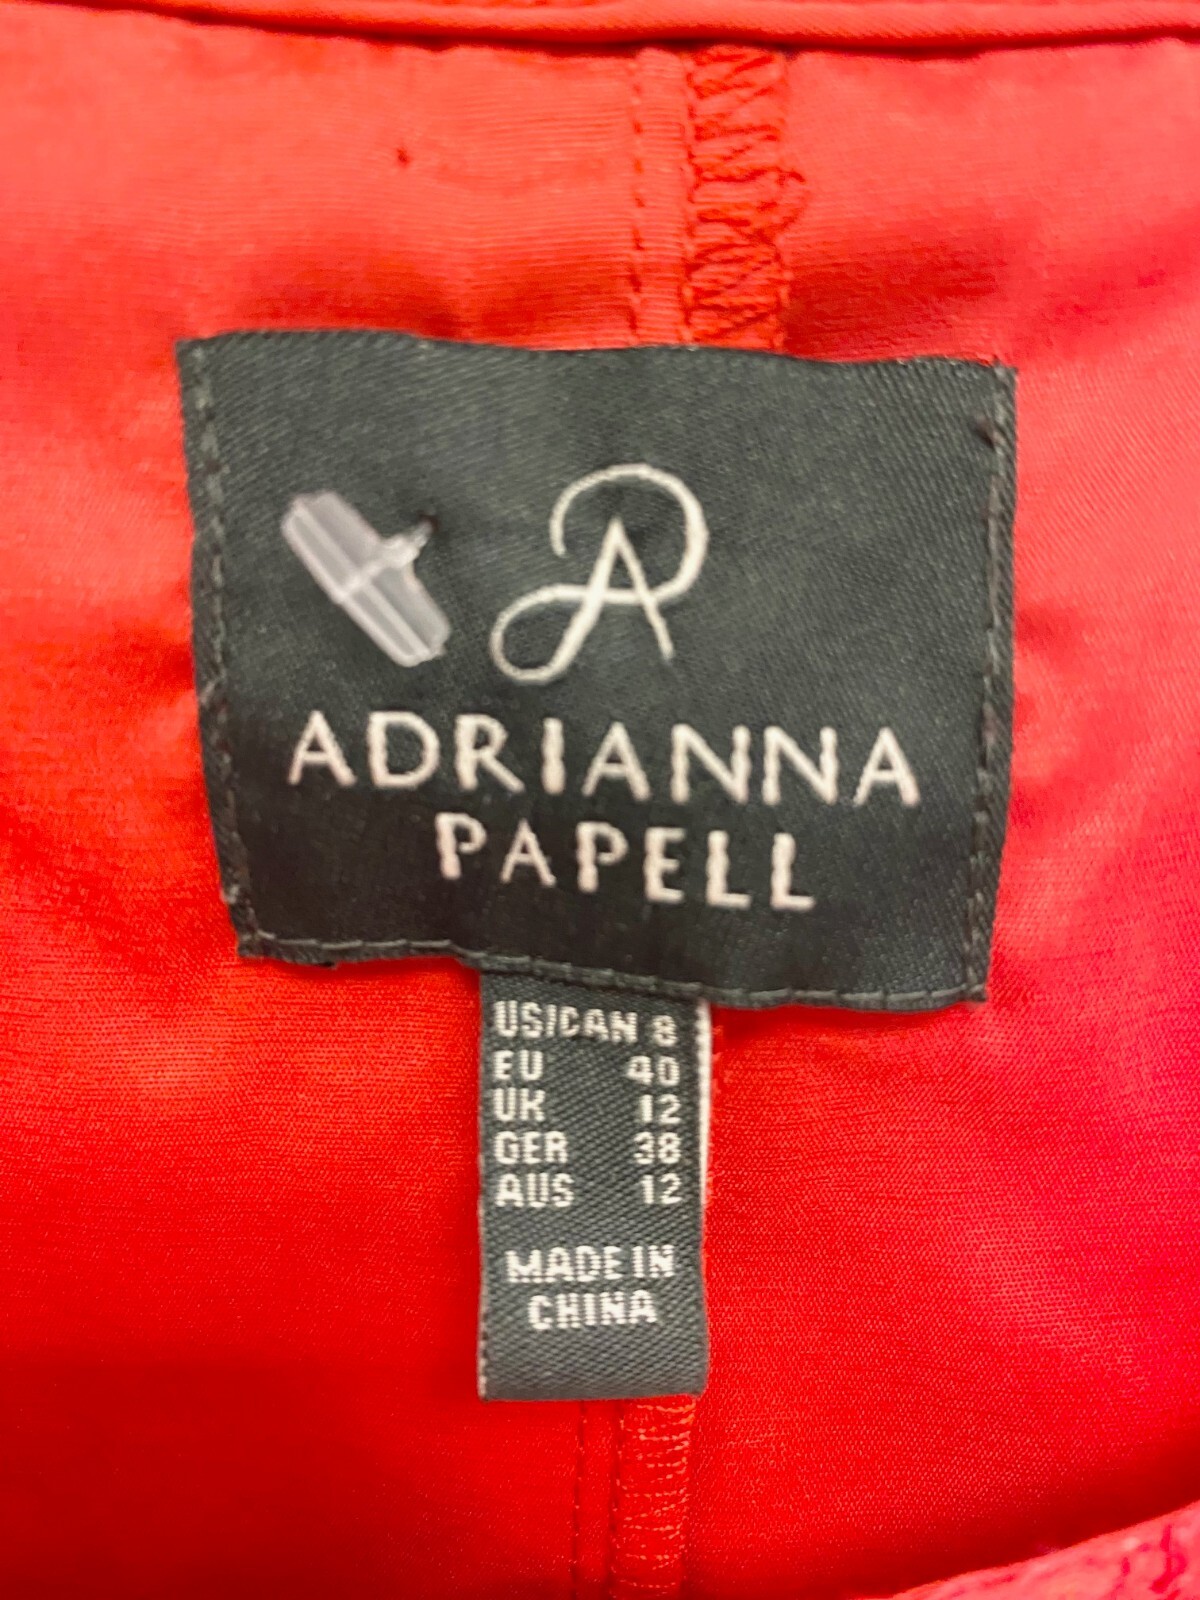 AP
ADRIANNA
PAPELL
US/CAN 8
EU 40
UK 12
GER 38
AUS 12
MADE IN
CHINA